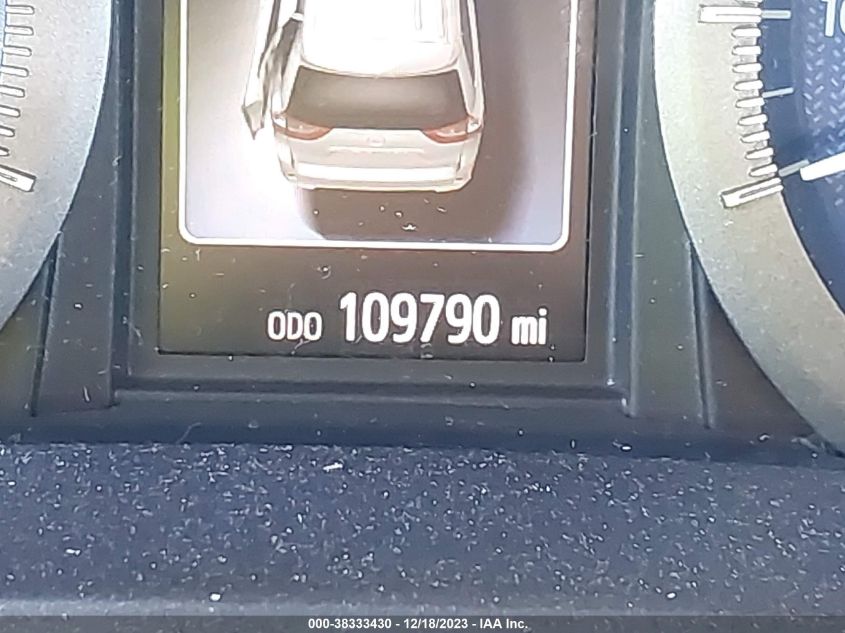 ODO 109790 mi
000-38333430 - 12/18/2023 - IAA Inc.